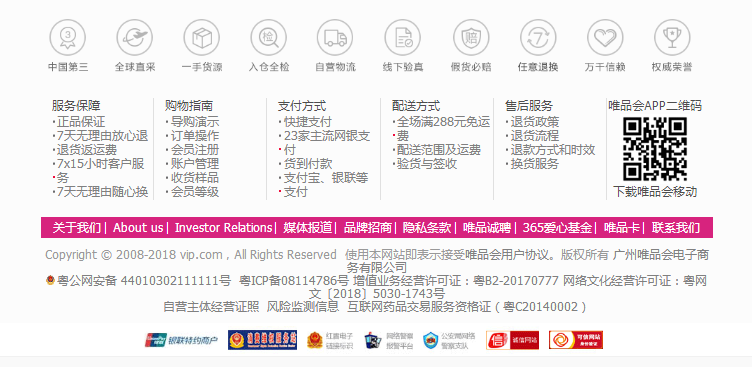 中国第三 全球直采 一手货源 入仓全检 自营物流 线下验真 假货必赔 任意退换 万千信赖 权威荣誉
服务保障
正品保证
7天无理由放心退
退货返运费
7x15小时客户服
务
7天无理由随心换
购物指南
导购演示
订单操作
会员注册
账户管理
收货样品
会员等级
支付方式
快捷支付
23家主流网银支
付
货到付款
支付宝、银联等
支付
配送方式
全场满288元免运
费
配送范围及运费
验货与签收
售后服务
退货政策
退货流程
退款方式和时效
换货服务
唯品会APP二维码
下载唯品会移动
关于我们| About us| Investor Relations| 媒体报道| 品牌招商| 隐私条款| 唯品诚聘| 365爱心基金| 唯品卡| 联系我们
Copyright © 2008-2018 vip.com，All Rights Reserved 使用本网站即表示接受唯品会用户协议。版权所有 广州唯品会电子商
务有限公司
粤公网安备 44010302111111号 粤ICP备08114786号 增值业务经营许可证：粤B2-20170777 网络文化经营许可证：粤网
文〔2018〕5030-1743号
自营主体经营证照 风险监测信息 互联网药品交易服务资格证（粤C20140002）
银联特约商户
消费维权服务站
红盾电子
链接标识
网络警察
报警平台
公安局网络
警察支队
诚信网站
可信网站
身份验证